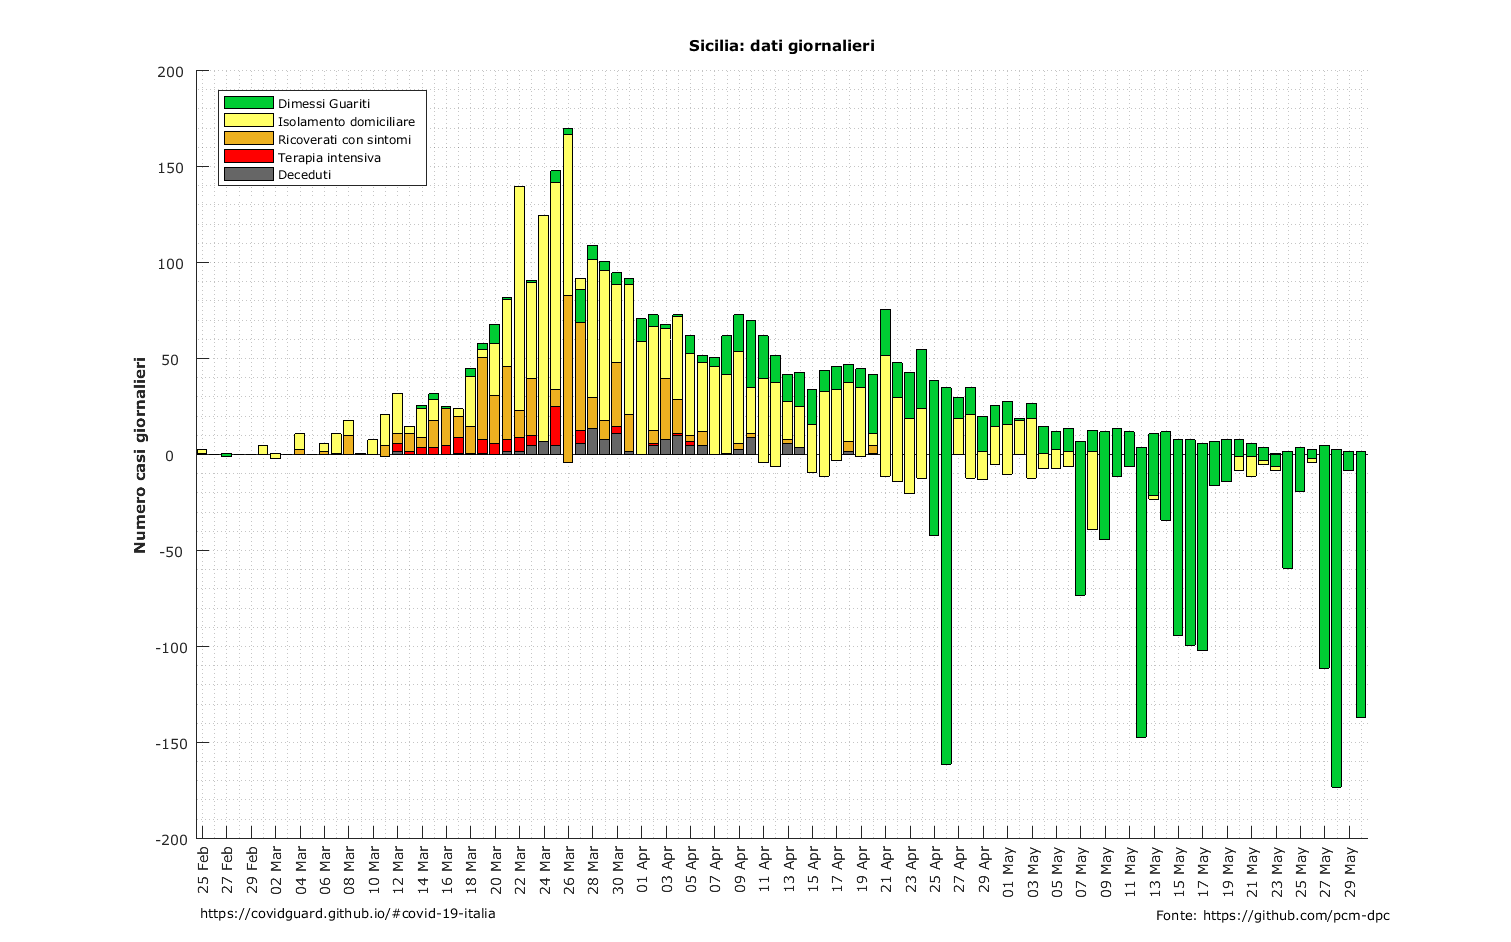 Sicilia: dati giornalieri
Numero casi giornalieri
200
150
100
50
0
-50
-100
-150
-200
Dimessi Guariti
Isolamento domiciliare
Ricoverati con sintomi
Terapia intensiva
Deceduti
25 Feb
27 Feb
29 Feb
02 Mar
04 Mar
06 Mar
08 Mar
10 Mar
12 Mar
14 Mar
16 Mar
18 Mar
20 Mar
22 Mar
24 Mar
26 Mar
28 Mar
30 Mar
01 Apr
03 Apr
05 Apr
07 Apr
09 Apr
11 Apr
13 Apr
15 Apr
17 Apr
19 Apr
21 Apr
23 Apr
25 Apr
27 Apr
29 Apr
01 May
03 May
05 May
07 May
09 May
11 May
13 May
15 May
17 May
19 May
21 May
23 May
25 May
27 May
29 May
https://covidguard.github.io/#covid-19-italia
Fonte: https://github.com/pcm-dpc